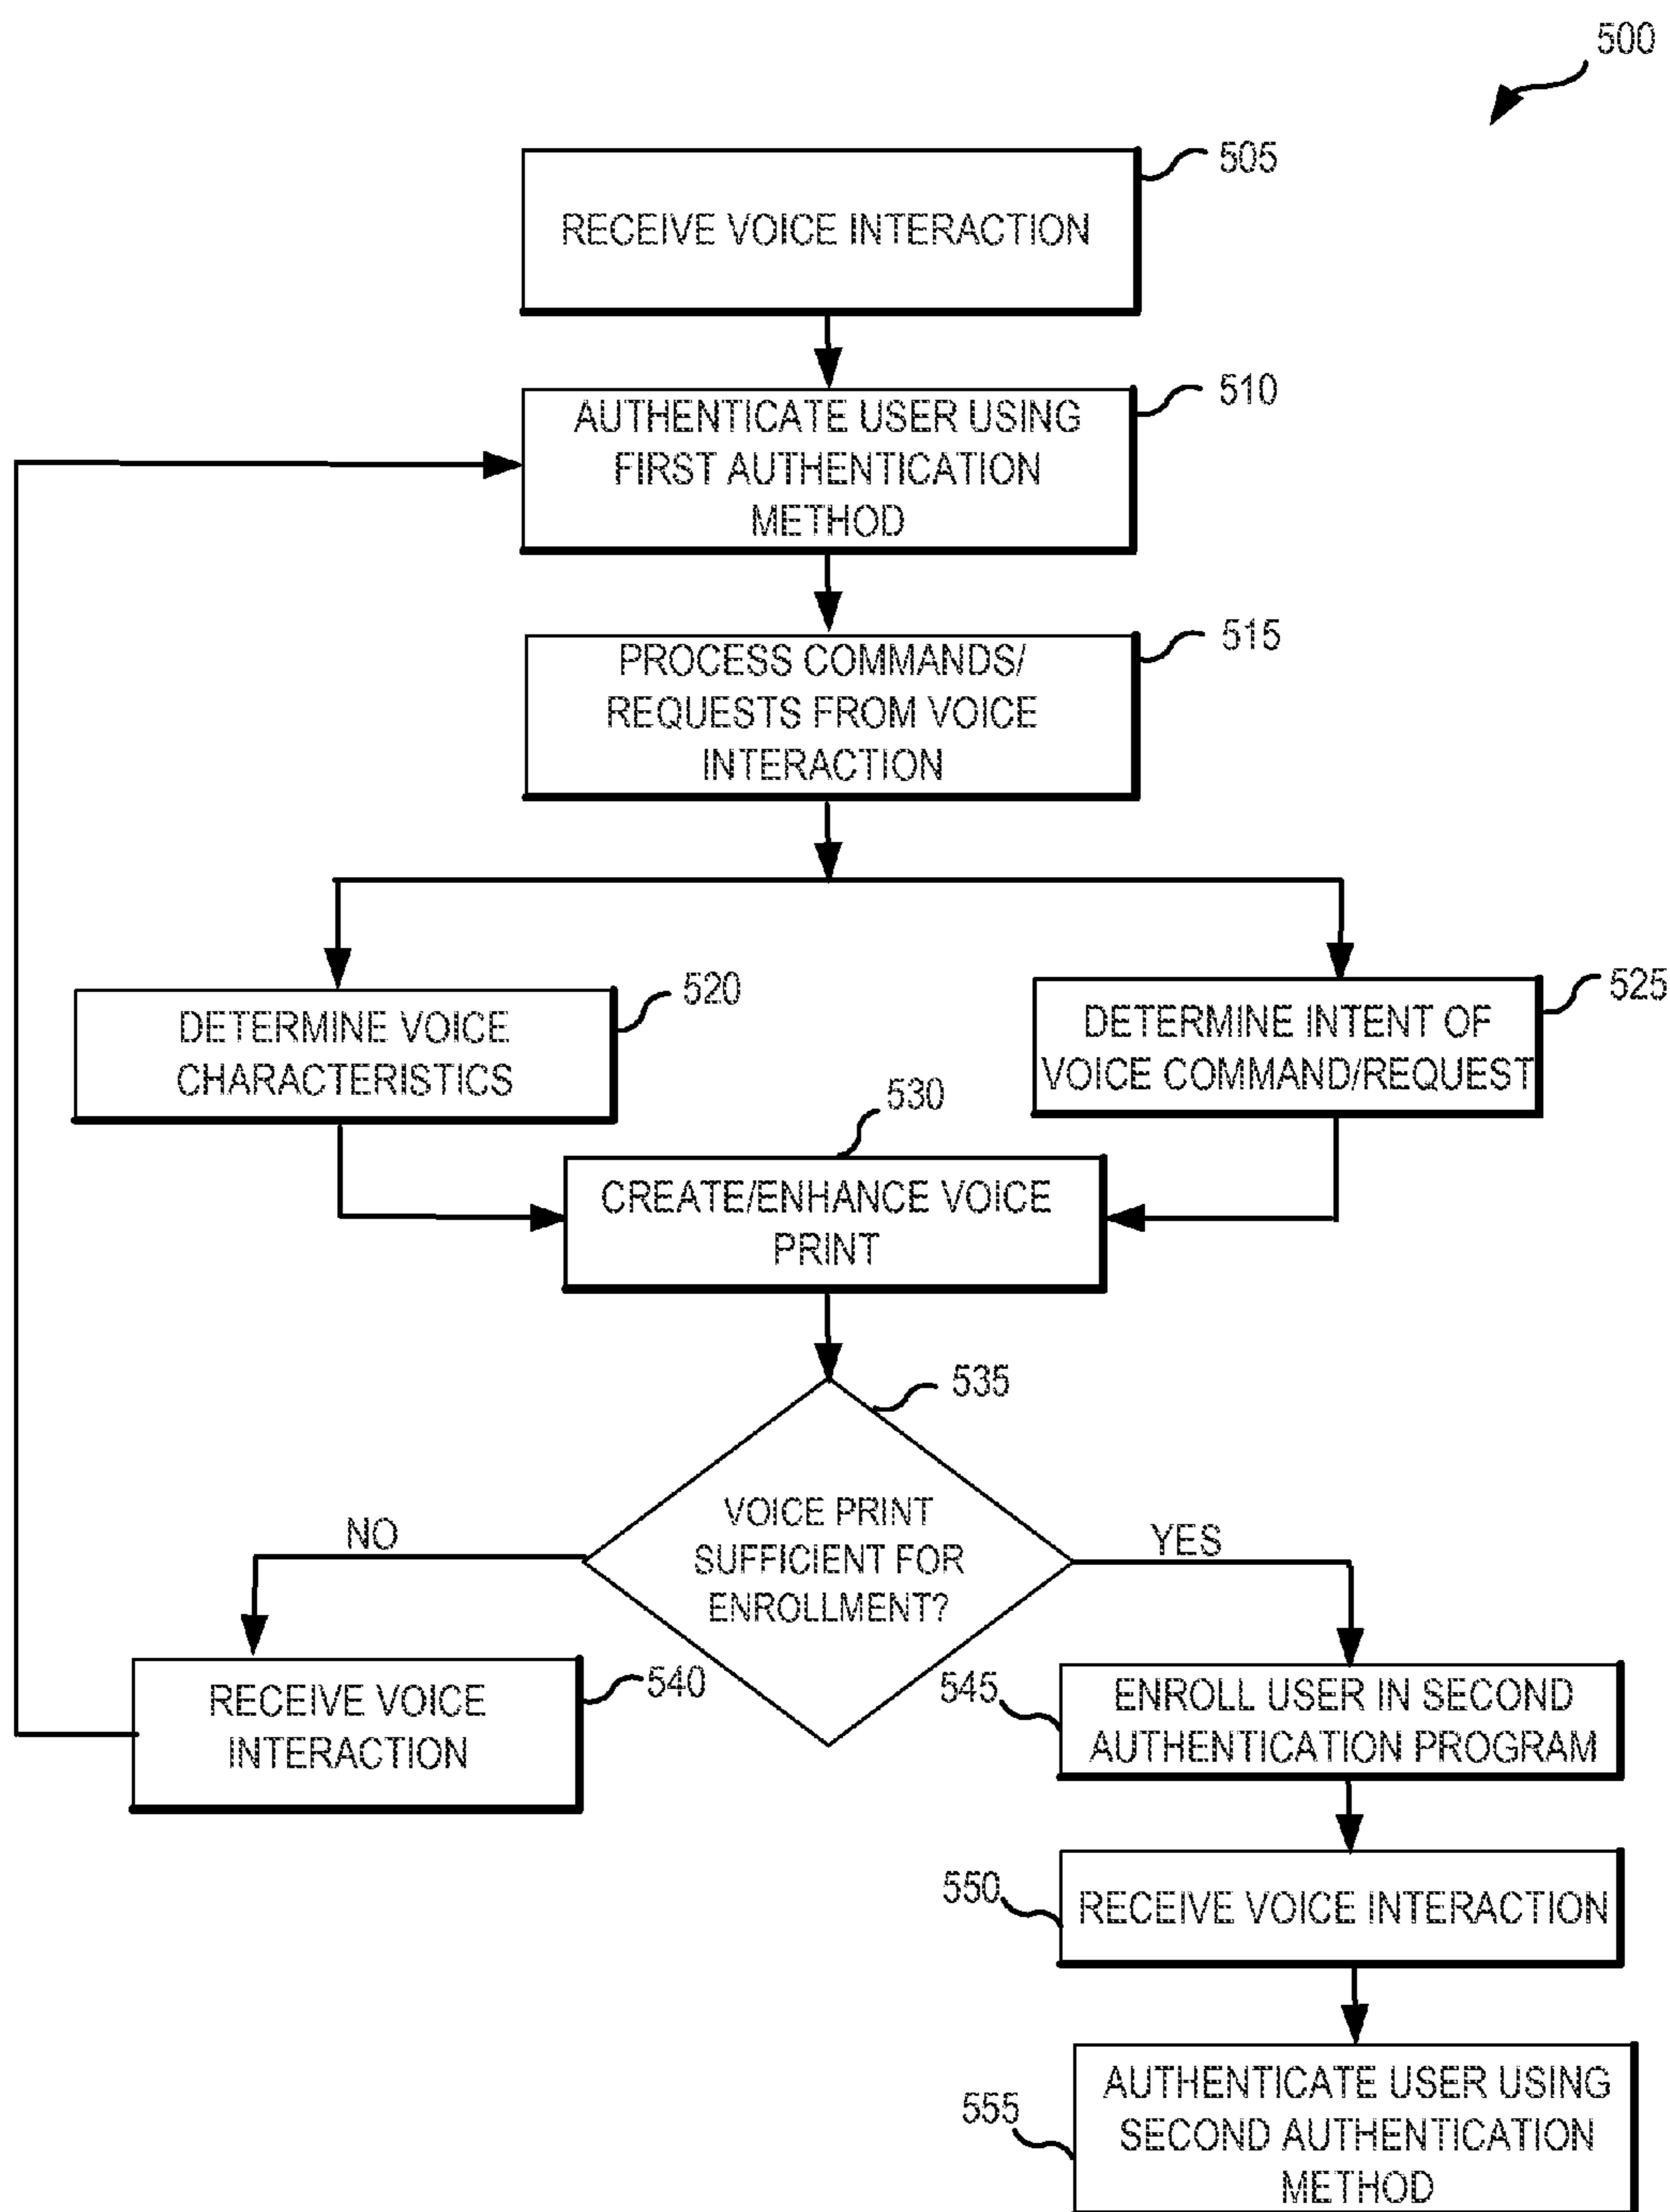 500
505
RECEIVE VOICE INTERACTION
510
AUTHENTICATE USER USING
FIRST AUTHENTICATION
METHOD
515
PROCESS COMMANDS/
REQUESTS FROM VOICE
INTERACTION
520
DETERMINE VOICE
CHARACTERISTICS
525
DETERMINE INTENT OF
VOICE COMMAND/REQUEST
530
CREATE/ENHANCE VOICE
PRINT
535
VOICE PRINT
SUFFICIENT FOR
ENROLLMENT?
NO
YES
540
RECEIVE VOICE
INTERACTION
545
ENROLL USER IN SECOND
AUTHENTICATION PROGRAM
550
RECEIVE VOICE INTERACTION
555
AUTHENTICATE USER USING
SECOND AUTHENTICATION
METHOD